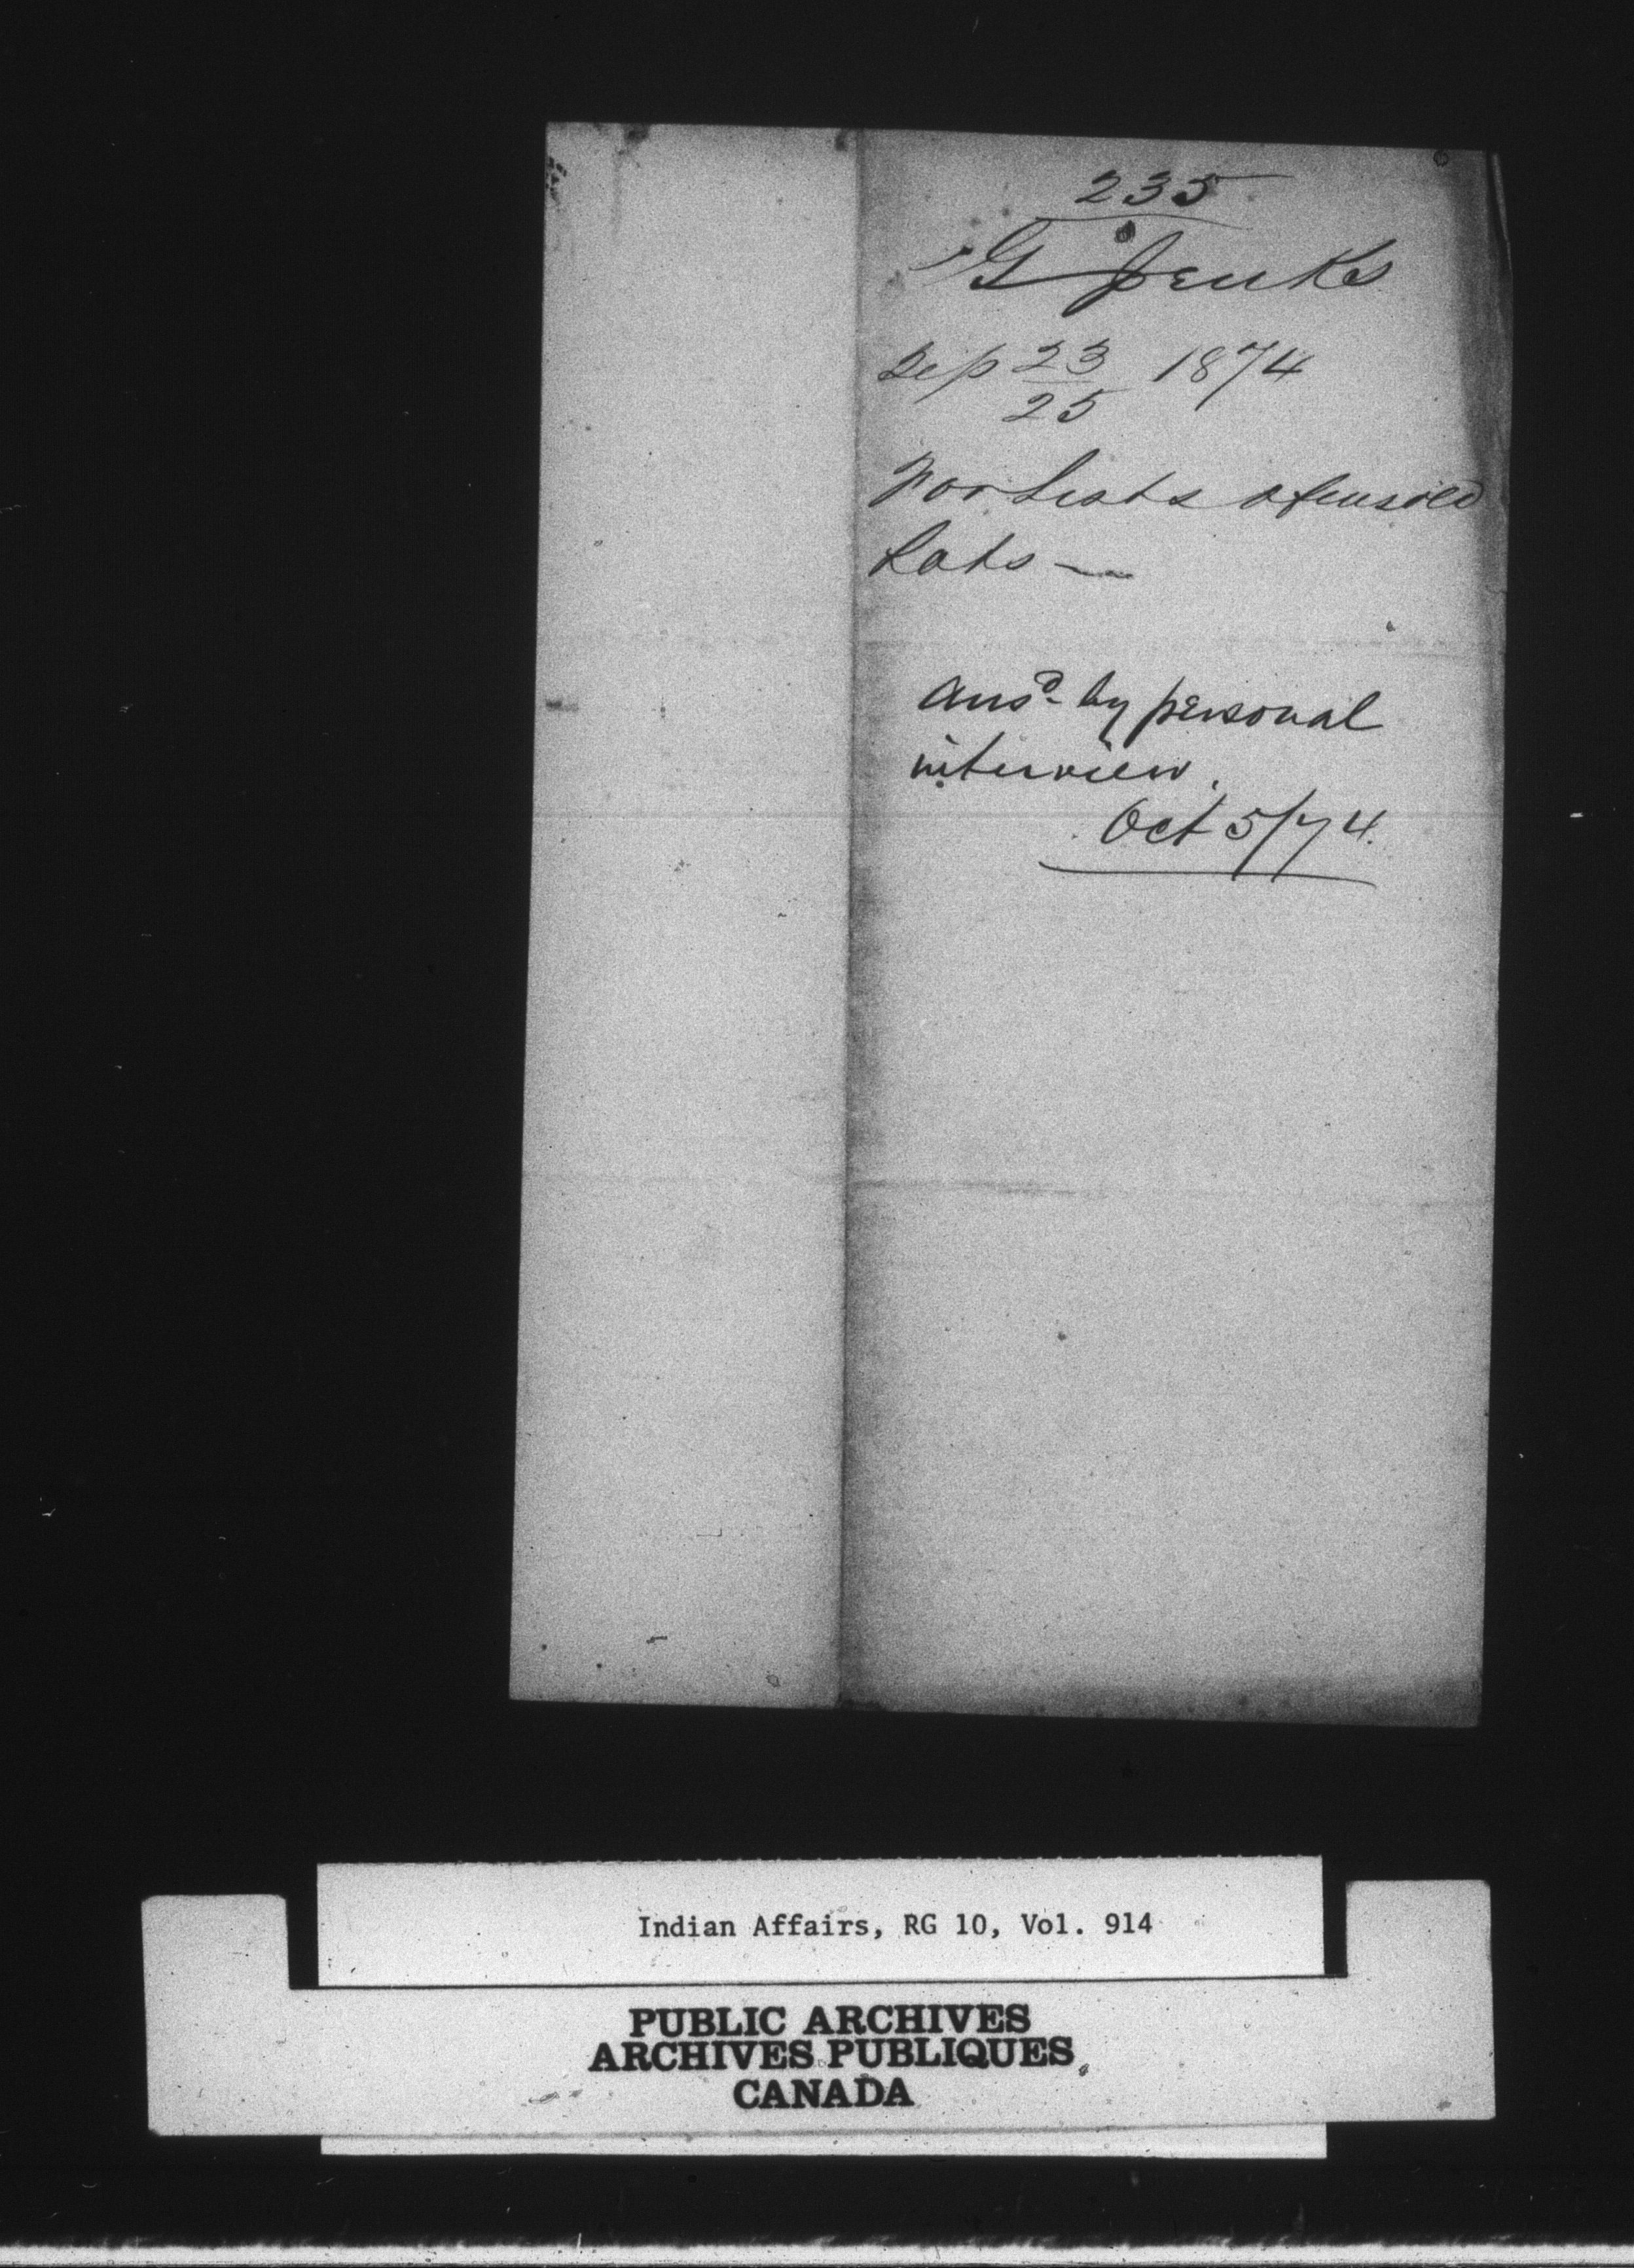 235
G Jenks
Sep 23 1874
25
For Lists of unsold
Lots —
Ansd by personal
interview.
Oct 5/74.
Indian Affairs, RG 10, Vol. 914
PUBLIC ARCHIVES
ARCHIVES PUBLIQUES
CANADA